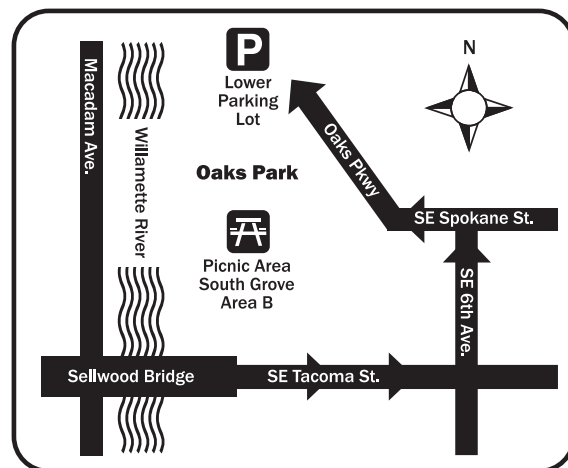 P
Lower
Parking
Lot
N
Macadam Ave.
Willamette River
Oaks Pkwy
Oaks Park
SE Spokane St.
Picnic Area
South Grove
Area B
SE 6th Ave.
Sellwood Bridge
SE Tacoma St.